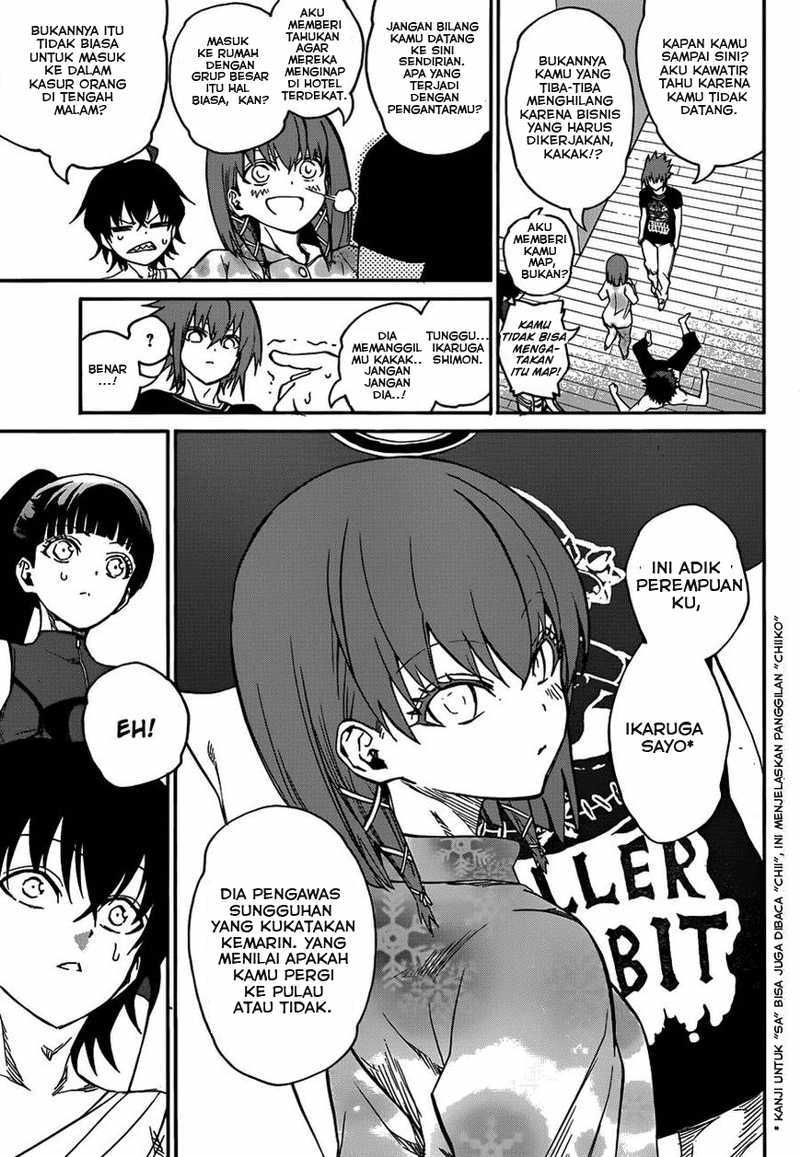 KAPAN KAMU
SAMPAI SINI?
AKU KAWATIR
TAHU KARENA
KAMU TIDAK
DATANG.
BUKANNYA
KAMU YANG
TIBA-TIBA
MENGHILANG
KARENA BISNIS
YANG HARUS
DIKERJAKAN,
KAKAK!?
AKU
MEMBERI
KAMU
MAP,
BUKAN?
KAMU
TIDAK BISA
MENGA-
TAKAN
ITU MAP!
JANGAN BILANG
KAMU DATANG
KE SINI
SENDIRIAN.
APA YANG
TERJADI
DENGAN
PENGANTARMU?
AKU
MEMBERI
TAHUKAN
AGAR
MEREKA
MENGINAP
DI HOTEL
TERDEKAT.
MASUK
KE RUMAH
DENGAN
GRUP BESAR
ITU HAL
BIASA, KAN?
BUKANNYA ITU
TIDAK BIASA
UNTUK MASUK
KE DALAM
KASUR ORANG
DI TENGAH
MALAM?
TUNGGU...
IKARUGA
SHIMON.
DIA
MEMANGGIL
MU KAKAK..
JANGAN
JANGAN
DIA..!
?
BENAR
....!
INI ADIK
PEREMPUAN
KU,
IKARUGA
SAYO*
EH!
DIA PENGAWAS
SUNGGUHAN
YANG KUKATAKAN
KEMARIN. YANG
MENILAI APAKAH
KAMU PERGI
KE PULAU
ATAU TIDAK.
LLER
BBIT
* KANJI UNTUK "SA" BISA JUGA DIBACA "CHII", INI MENJELASKAN PANGGILAN "CHIIKO"